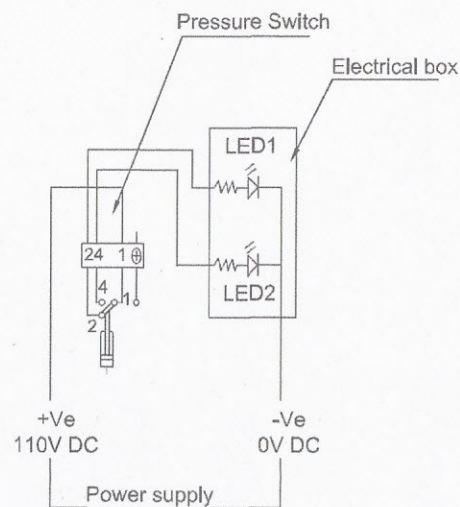 Pressure Switch
Electrical box
LED1
24 1
4
1
2
LED2
+Ve
110V DC
-Ve
0V DC
Power supply